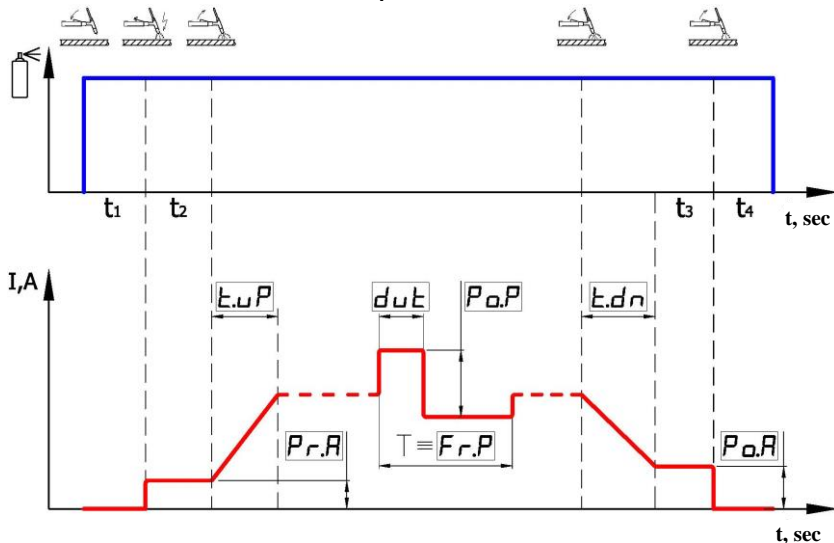 t1 t2 t3 t4 t, sec
I,A
t.uP dut Po.P t.dn
Pr.A T ≡ Fr.P Po.A
t, sec